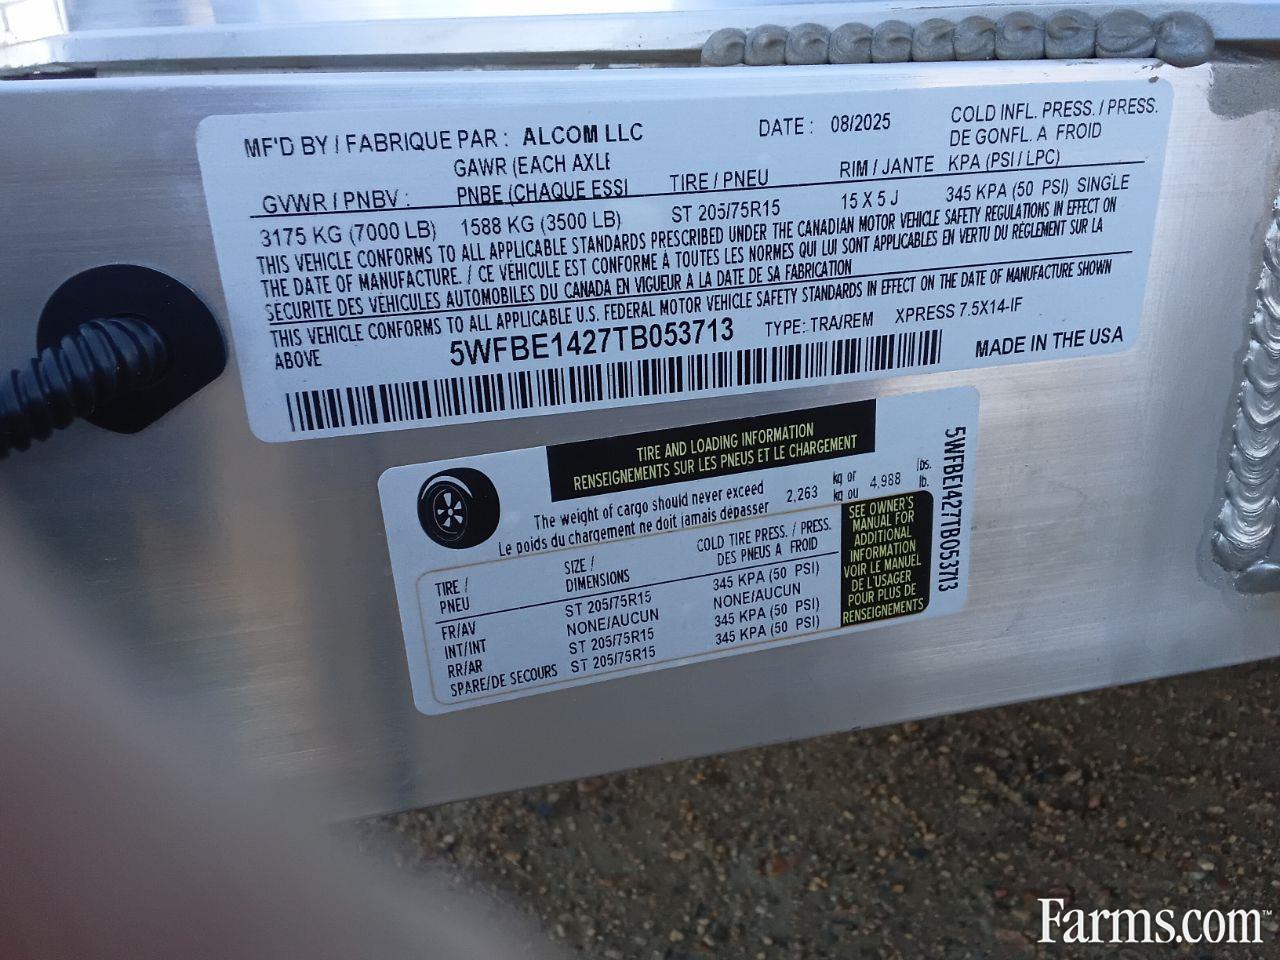 MF'D BY / FABRIQUE PAR : ALCOM LLC
DATE : 08/2025
COLD INFL. PRESS. / PRESS.
DE GONFL. A FROID
KPA (PSI / LPC)
GVWR / PNBV :
GAWR (EACH AXLE
PNBE (CHAQUE ESSI
TIRE / PNEU
RIM / JANTE
3175 KG (7000 LB) 1588 KG (3500 LB) ST 205/75R15 15 X 5 J 345 KPA (50 PSI) SINGLE
THIS VEHICLE CONFORMS TO ALL APPLICABLE STANDARDS PRESCRIBED UNDER THE CANADIAN MOTOR VEHICLE SAFETY REGULATIONS IN EFFECT ON
THE DATE OF MANUFACTURE. / CE VÉHICULE EST CONFORME À TOUTES LES NORMES QUI LUI SONT APPLICABLES EN VERTU DU RÈGLEMENT SUR LA
SÉCURITÉ DES VÉHICULES AUTOMOBILES DU CANADA EN VIGUEUR À LA DATE DE SA FABRICATION
THIS VEHICLE CONFORMS TO ALL APPLICABLE U.S. FEDERAL MOTOR VEHICLE SAFETY STANDARDS IN EFFECT ON THE DATE OF MANUFACTURE SHOWN
ABOVE
5WFBE1427TB053713 TYPE: TRA/REM XPRESS 7.5X14-IF
MADE IN THE USA
TIRE AND LOADING INFORMATION
RENSEIGNEMENTS SUR LES PNEUS ET LE CHARGEMENT
The weight of cargo should never exceed
Le poids du chargement ne doit jamais dépasser
2,263 kg or
kg ou 4,988 lbs.
lb.
TIRE /
PNEU
SIZE /
DIMENSIONS
COLD TIRE PRESS. / PRESS.
DES PNEUS A FROID
FR/AV ST 205/75R15 345 KPA (50 PSI)
INT/INT NONE/AUCUN NONE/AUCUN
RR/AR ST 205/75R15 345 KPA (50 PSI)
SPARE/DE SECOURS ST 205/75R15 345 KPA (50 PSI)
SEE OWNER'S
MANUAL FOR
ADDITIONAL
INFORMATION
VOIR LE MANUEL
DE L'USAGER
POUR PLUS DE
RENSEIGNEMENTS
5WFBE1427TB053713
Farms.com™